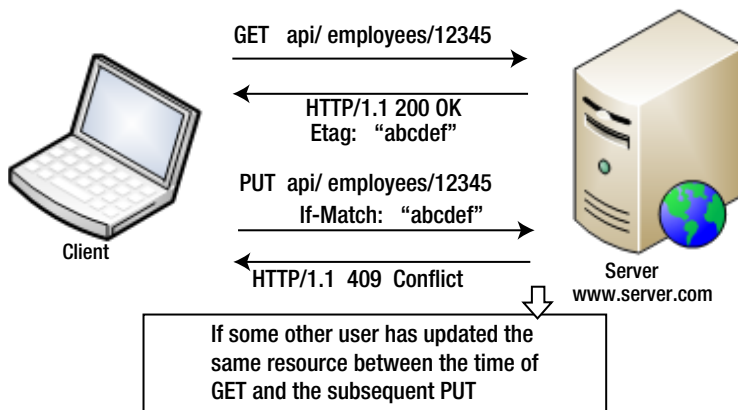 GET api/ employees/12345
HTTP/1.1 200 OK
Etag: “abcdef”
PUT api/ employees/12345
If-Match: “abcdef”
HTTP/1.1 409 Conflict
Client
Server
www.server.com
If some other user has updated the
same resource between the time of
GET and the subsequent PUT